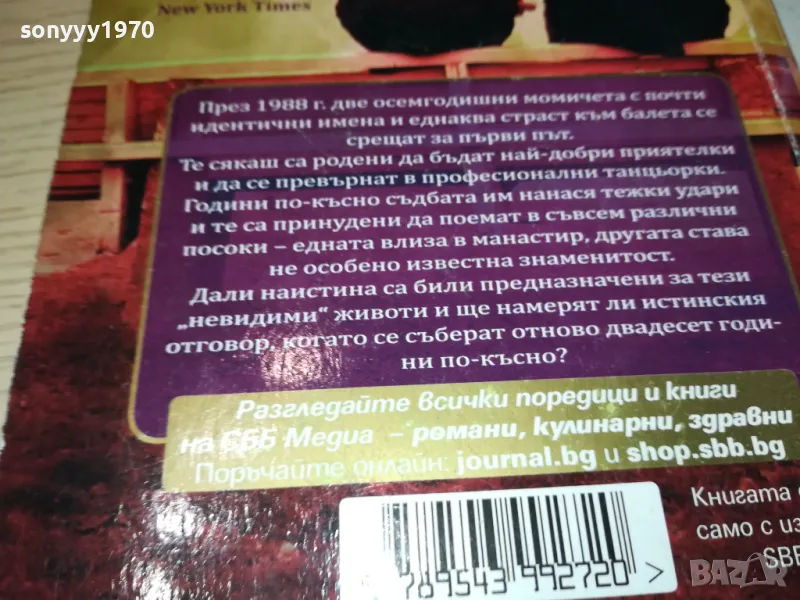 sonyyy1970
New York Times
През 1988 г. две осемгодишни момичета с почти
идентични имена и еднаква страст към балета се
срещат за първи път.
Те сякаш са родени да бъдат най-добри приятелки
и да се превърнат в професионални танцьорки.
Години по-късно съдбата им нанася тежки удари
и те са принудени да поемат в съвсем различни
посоки – едната влиза в манастир, другата става
не особено известна знаменитост.
Дали наистина са били предназначени за тези
„невидими“ животи и ще намерят ли истинския
отговор, когато се съберат отново двадесет годи-
ни по-късно?
Разгледайте всички поредици и книги
на СББ Медиа – романи, кулинарни, здравни
Поръчайте онлайн: journal.bg и shop.sbb.bg
Книгата
само с из
SBB
769543 992720 >
BAZAR